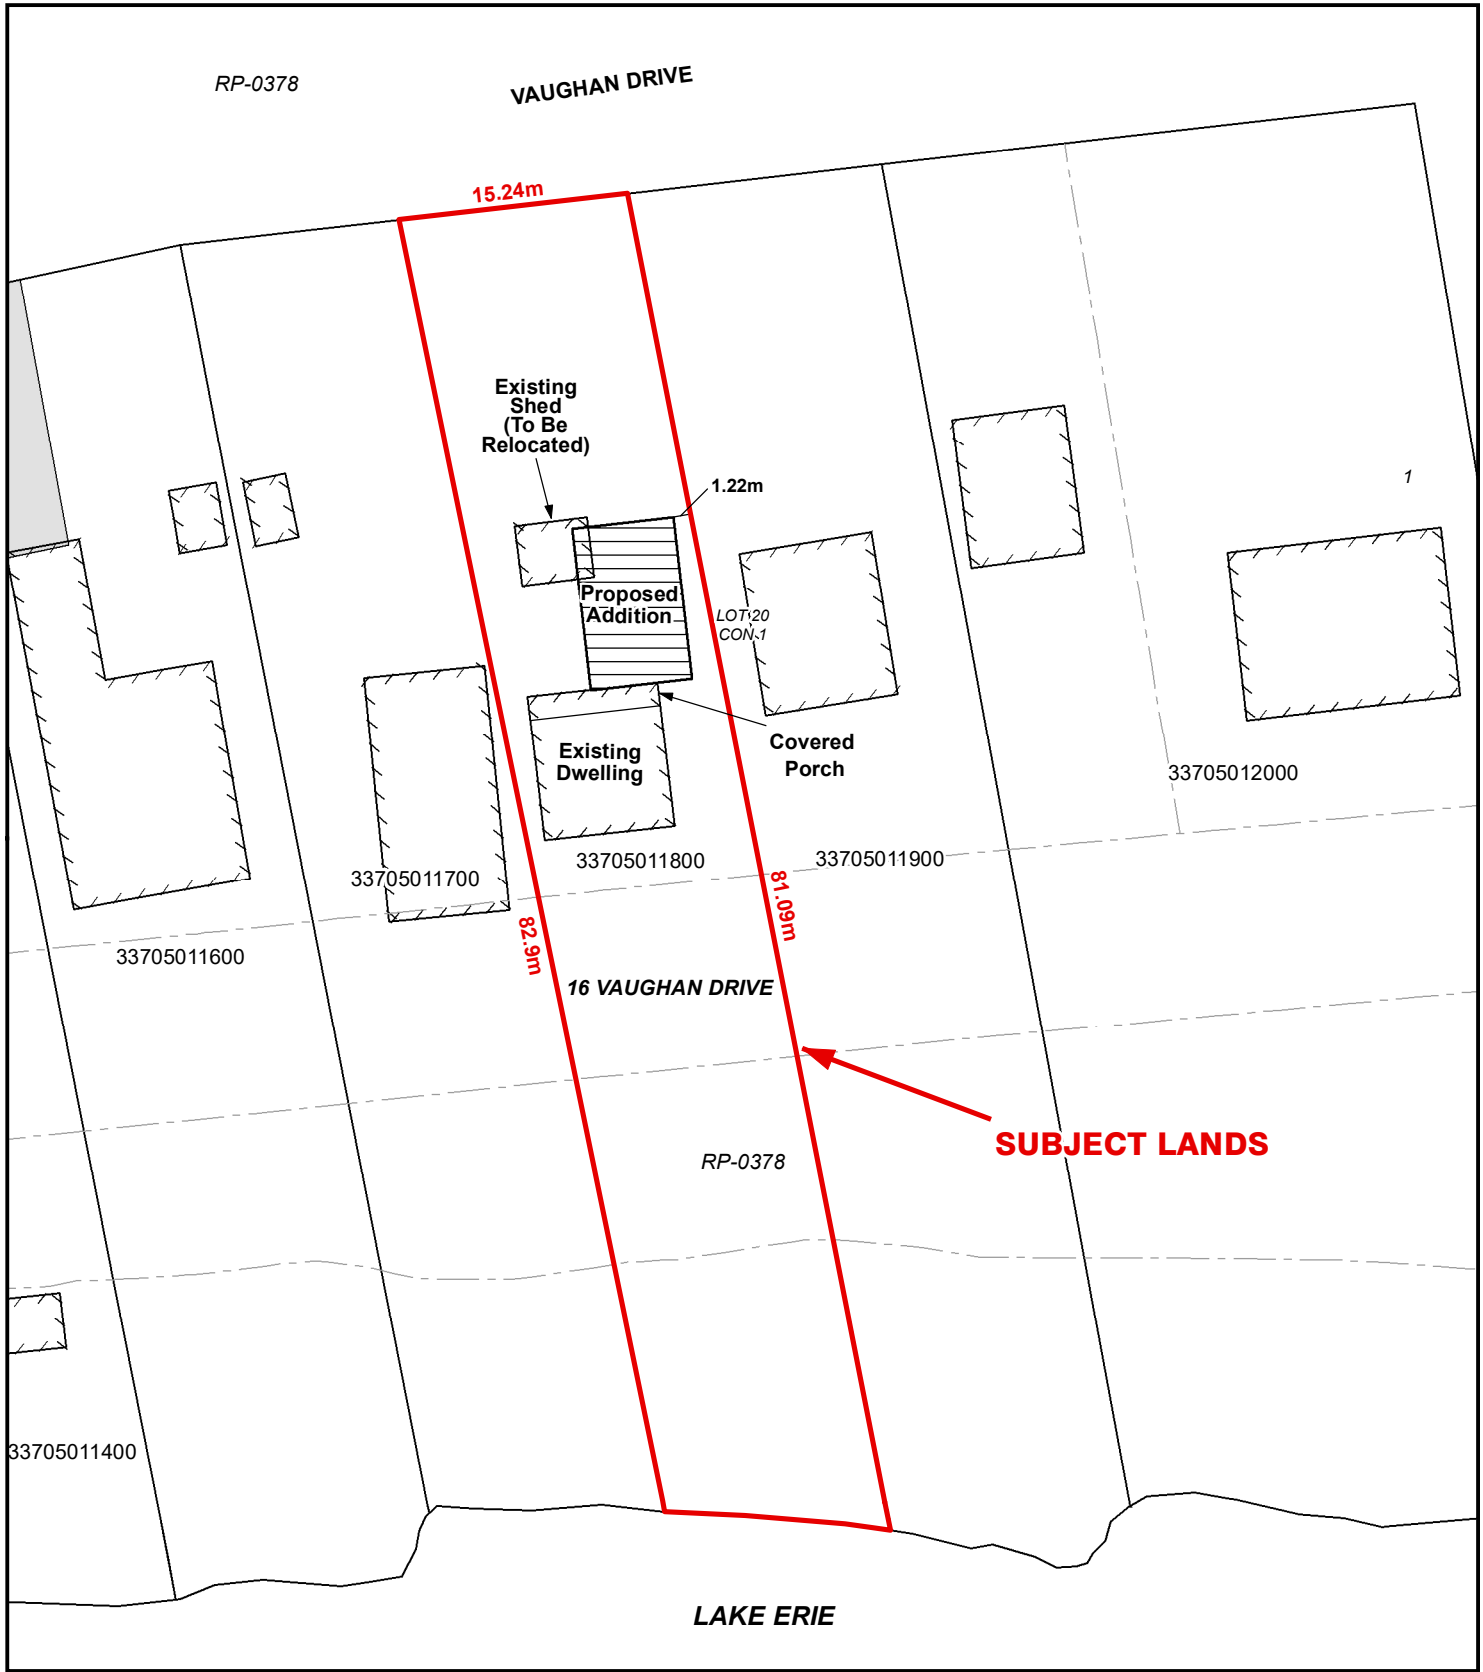 RP-0378
VAUGHAN DRIVE
15.24m
Existing
Shed
(To Be
Relocated)
1.22m
1
Proposed
Addition
LOT 20
CON 1
Covered
Porch
Existing
Dwelling
33705012000
33705011800
33705011900
33705011700
81.09m
82.9m
33705011600
16 VAUGHAN DRIVE
SUBJECT LANDS
RP-0378
33705011400
LAKE ERIE